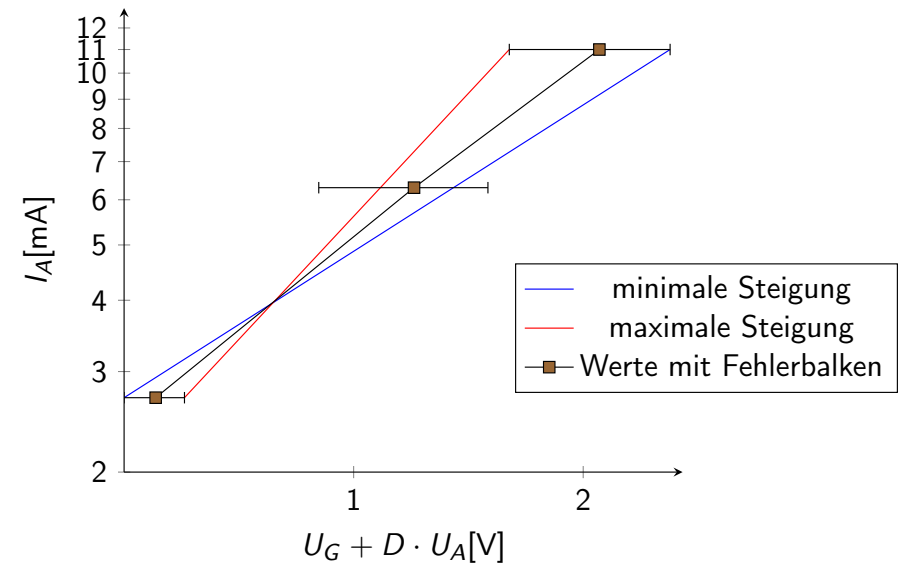 12
11
10
9
8
7
6
5
4
3
2
I_A[mA]
minimale Steigung
maximale Steigung
Werte mit Fehlerbalken
1 2
U_G + D · U_A[V]